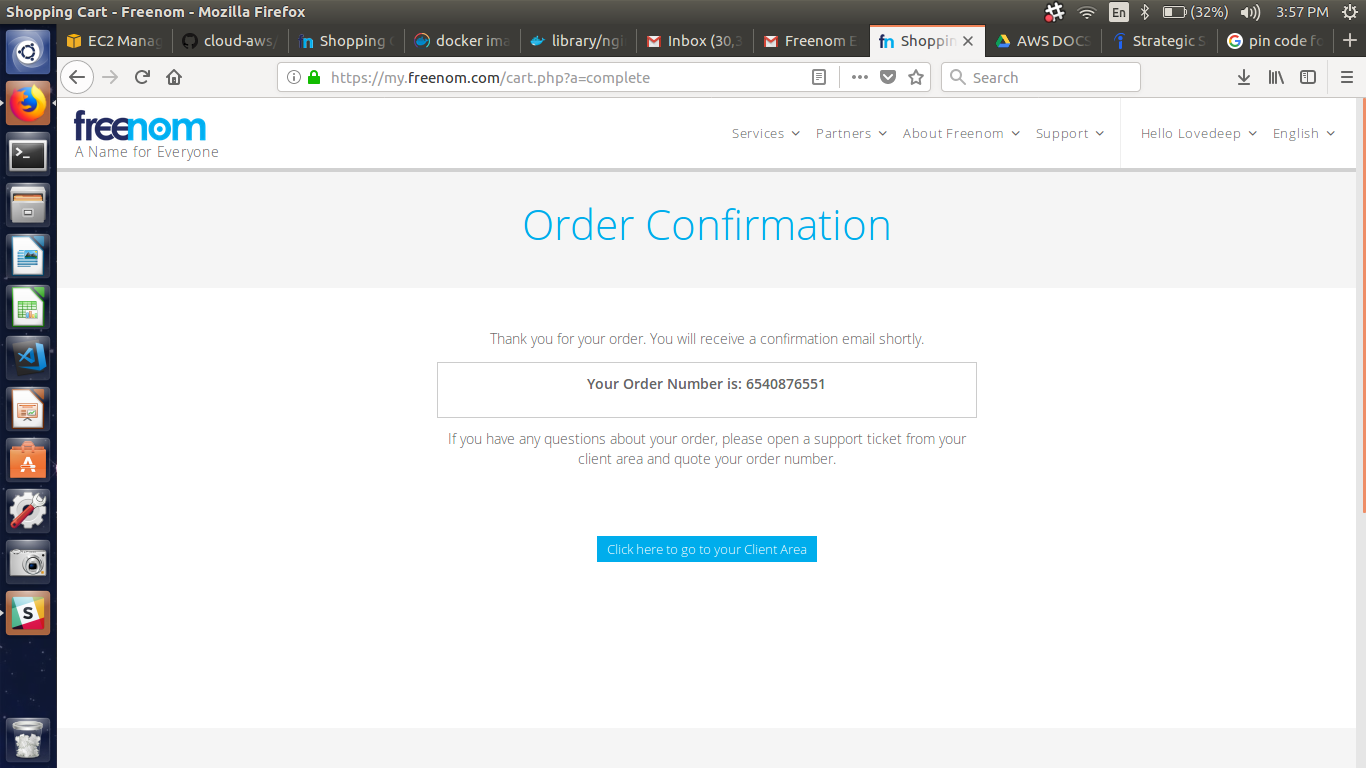 Shopping Cart - Freenom - Mozilla Firefox
En
(32%)
3:57 PM
EC2 Manag
cloud-aws/
Shopping
docker ima
library/ngi
Inbox (30,3
Freenom E
Shoppin
AWS DOCS
Strategic S
pin code fo
https://my.freenom.com/cart.php?a=complete
Search
freenom
A Name for Everyone
Services
Partners
About Freenom
Support
Hello Lovedeep
English
Order Confirmation
Thank you for your order. You will receive a confirmation email shortly.
Your Order Number is: 6540876551
If you have any questions about your order, please open a support ticket from your
client area and quote your order number.
Click here to go to your Client Area